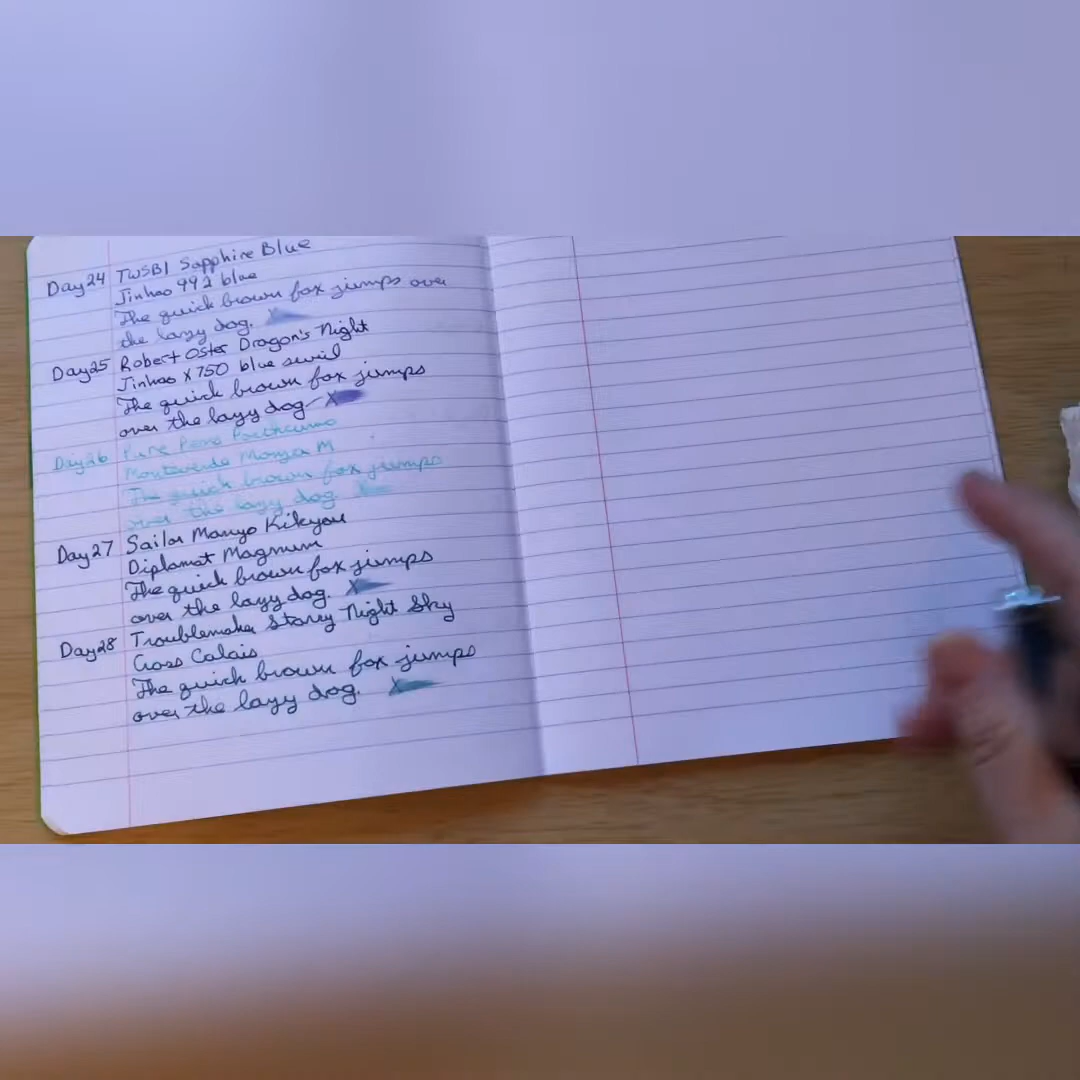 Day24 TWSBI Sapphire Blue
Jinhao 992 blue
The quick brown fox jumps over
the lazy dog. X
Day25 Robert Oster Dragon's Night
Jinhao X750 blue swirl
The quick brown fox jumps
over the lazy dog X
Day26 Pure Pens
Monteverde Monza M
The quick brown fox jumps
over the lazy dog.
Day27 Sailor Manyo Kikyou
Diplomat Magnum
The quick brown fox jumps
over the lazy dog. X
Day28 Troublemaker Starry Night Sky
Cross Calais
The quick brown fox jumps
over the lazy dog. X